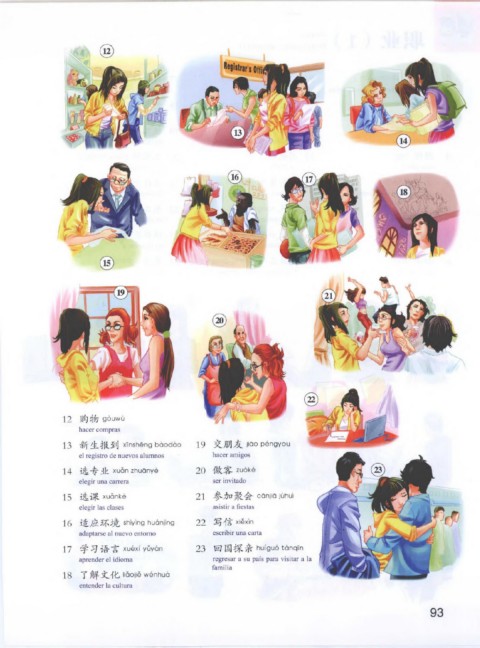 12
Registrar's Office
13
14
15
16
17
18
19
20
21
22
23
12 购物 gòuwù
hacer compras
13 新生报到 xīnshēng bàodào
el registro de nuevos alumnos
14 选专业 xuǎn zhuānyè
elegir una carrera
15 选课 xuǎnkè
elegir las clases
16 适应环境 shìyìng huánjìng
adaptarse al nuevo entorno
17 学习语言 xuéxí yǔyán
aprender el idioma
18 了解文化 liǎojiě wénhuà
entender la cultura
19 交朋友 jiāo péngyou
hacer amigos
20 做客 zuòkè
ser invitado
21 参加聚会 cānjiā jùhuì
asistir a fiestas
22 写信 xiěxìn
escribir una carta
23 回国探亲 huíguó tànqīn
regresar a su país para visitar a la
familia
93